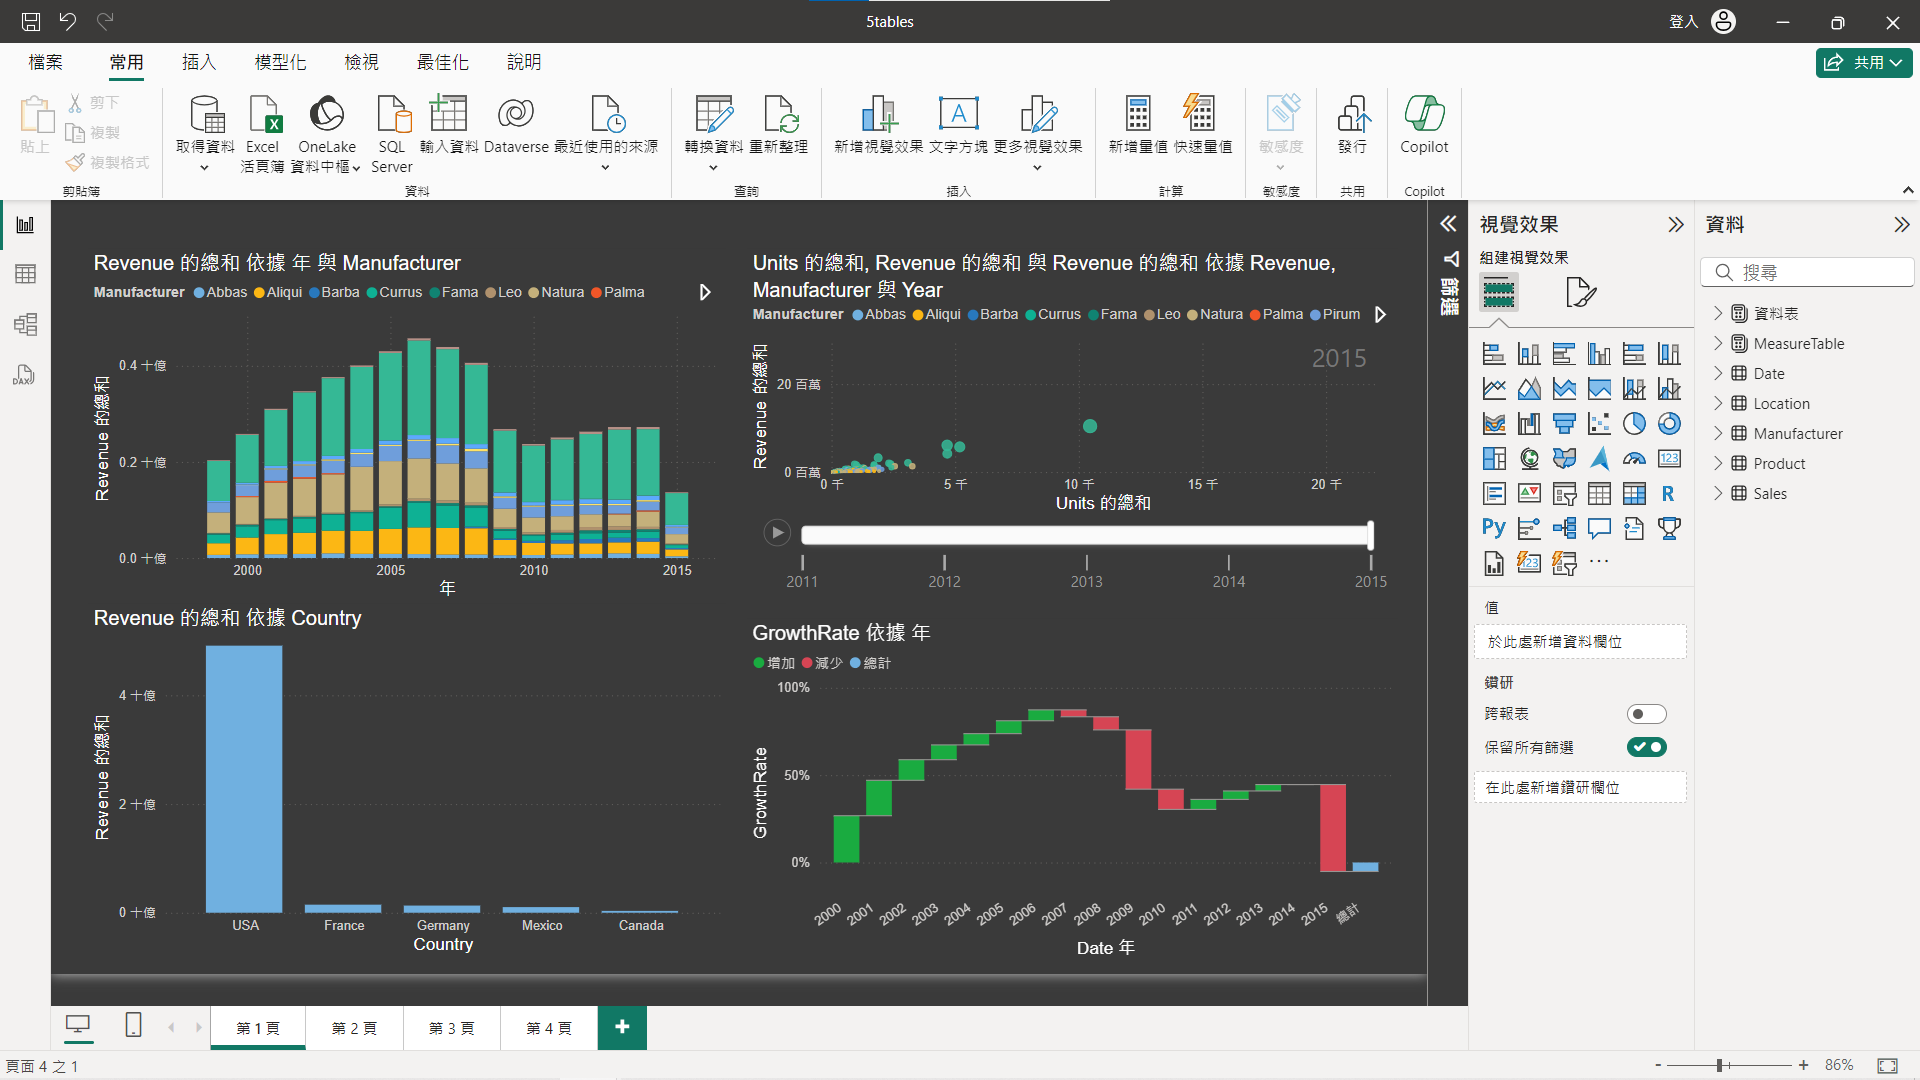 5tables
登入
檔案 常用 插入 模型化 檢視 最佳化 說明
共用
貼上
剪下
複製
複製格式
剪貼簿
取得資料
Excel 活頁簿
OneLake 資料中樞
SQL Server
輸入資料
Dataverse
最近使用的來源
資料
轉換資料
重新整理
查詢
新增視覺效果
文字方塊
更多視覺效果
插入
新增量值
快速量值
計算
敏感度
敏感度
發行
共用
Copilot
Copilot
Revenue 的總和 依據 年 與 Manufacturer
Manufacturer Abbas Aliqui Barba Currus Fama Leo Natura Palma
Revenue 的總和
0.4 十億
0.2 十億
0.0 十億
2000 2005 2010 2015
年
Units 的總和, Revenue 的總和 與 Revenue 的總和 依據 Revenue,
Manufacturer 與 Year
Manufacturer Abbas Aliqui Barba Currus Fama Leo Natura Palma Pirum
2015
Revenue 的總和
20 百萬
0 百萬
0 千 5 千 10 千 15 千 20 千
Units 的總和
2011 2012 2013 2014 2015
Revenue 的總和 依據 Country
Revenue 的總和
4 十億
2 十億
0 十億
USA France Germany Mexico Canada
Country
GrowthRate 依據 年
增加 減少 總計
GrowthRate
100%
50%
0%
2000 2001 2002 2003 2004 2005 2006 2007 2008 2009 2010 2011 2012 2013 2014 2015 總計
Date 年
篩選
視覺效果
組建視覺效果
123
R
Py
123
...
值
於此處新增資料欄位
鑽研
跨報表
保留所有篩選
在此處新增鑽研欄位
資料
搜尋
資料表
MeasureTable
Date
Location
Manufacturer
Product
Sales
DAX
第 1 頁 第 2 頁 第 3 頁 第 4 頁 +
頁面 4 之 1
- + 86%